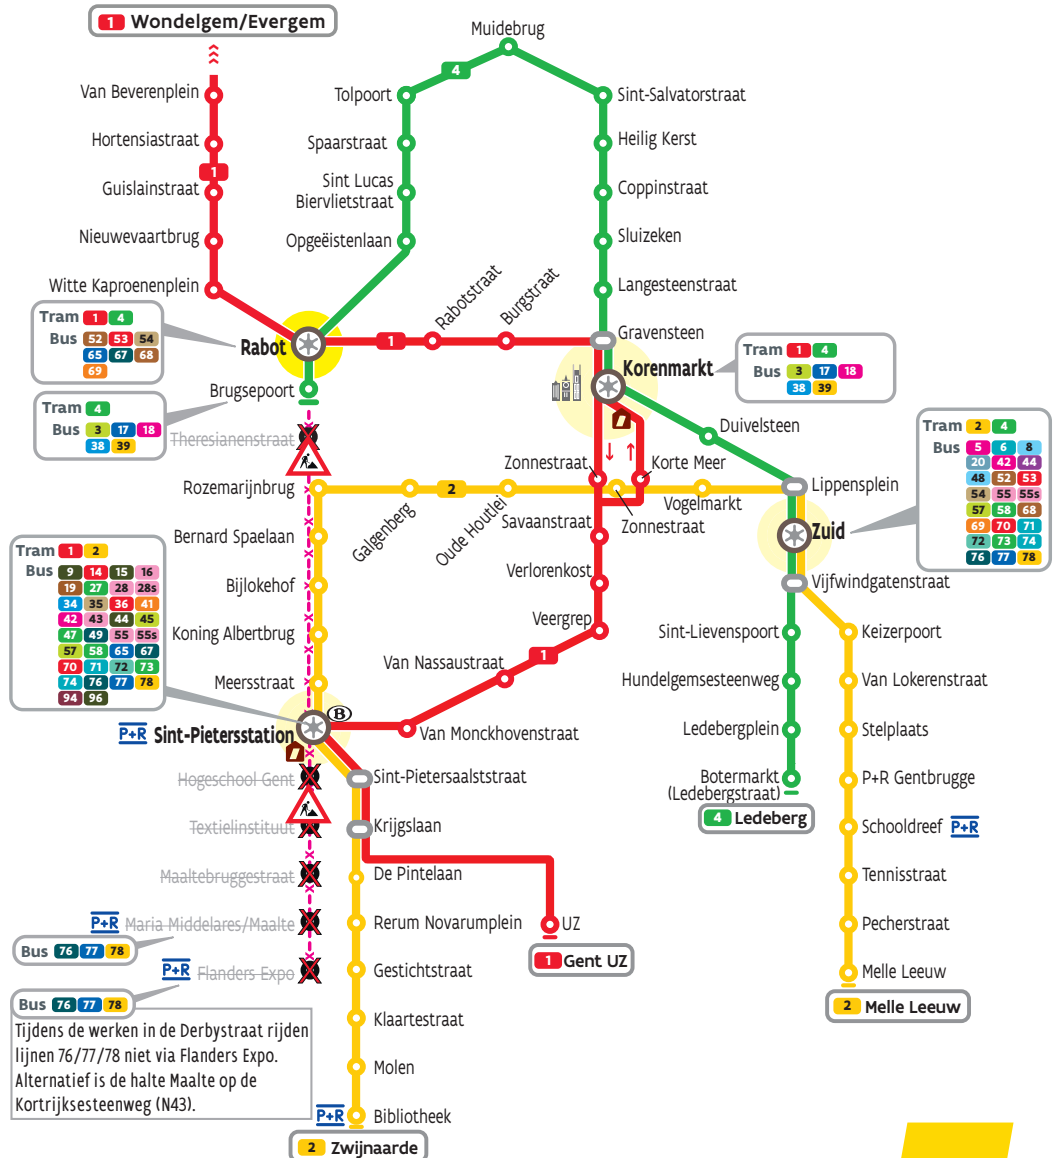 1 Wondelgem/Evergem
Van Beverenplein
Hortensiastraat
1
Guislainstraat
Nieuwevaartbrug
Witte Kaproenenplein
Muidebrug
4
Tolpoort
Spaarstraat
Sint Lucas
Biervlietstraat
Opgeëistenlaan
Sint-Salvatorstraat
Heilig Kerst
Coppinstraat
Sluizeken
Langesteenstraat
Gravensteen
Rabotstraat
Burgstraat
1
Rabot
Tram 1 4
Bus 52 53 54
65 67 68
69
Korenmarkt
Tram 1 4
Bus 3 17 18
38 39
Brugsepoort
Tram 4
Bus 3 17 18
38 39
Theresianenstraat
Duivelsteen
Zonnestraat
Korte Meer
Lippensplein
Rozemarijnbrug
2
Galgenberg
Oude Houtlei
Zonnestraat
Vogelmarkt
Savaanstraat
Zuid
Tram 2 4
Bus 5 6 8
20 42 44
48 52 53
54 55 55s
57 58 68
69 70 71
72 73 74
76 77 78
Bernard Spaelaan
Bijlokehof
Koning Albertbrug
Meersstraat
Verlorenkost
Veergrep
Van Nassaustraat
1
Van Monckhovenstraat
Vijfwindgatenstraat
Tram 1 2
Bus 9 14 15 16
19 27 28 28s
34 35 36 41
42 43 44 45
47 49 55 55s
57 58 65 67
70 71 72 73
74 76 77 78
94 96
B
P+R Sint-Pietersstation
Sint-Lievenspoort
Hundelgemsesteenweg
Ledebergplein
Botermarkt
(Ledebergstraat)
4 Ledeberg
Keizerpoort
Van Lokerenstraat
Stelplaats
P+R Gentbrugge
Schooldreef P+R
Tennisstraat
Pecherstraat
Melle Leeuw
2 Melle Leeuw
Hogeschool Gent
Textielinstituut
Maaltebruggestraat
P+R Maria Middelares/Maalte
Bus 76 77 78
P+R Flanders Expo
Bus 76 77 78
Tijdens de werken in de Derbystraat rijden
lijnen 76/77/78 niet via Flanders Expo.
Alternatief is de halte Maalte op de
Kortrijksesteenweg (N43).
Sint-Pietersaalststraat
Krijgslaan
De Pintelaan
Rerum Novarumplein
Gestichtstraat
Klaartestraat
Molen
P+R Bibliotheek
2 Zwijnaarde
UZ
1 Gent UZ